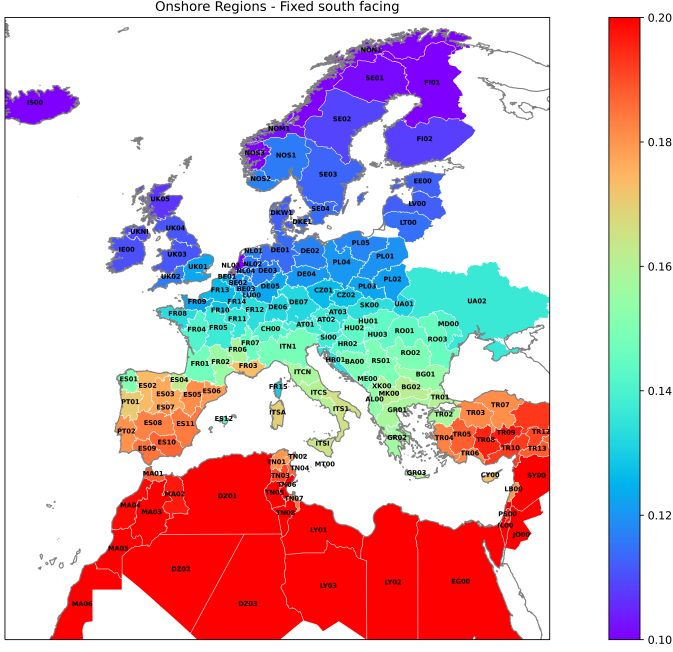 Onshore Regions - Fixed south facing
0.20
0.18
0.16
0.14
0.12
0.10
IS00
NON1
SE01
FI01
SE02
NOM1
FI02
NOS3
NOS1
NOS2
SE03
EE00
UK05
LV00
SE04
DKW1
DKE1
LT00
UKNI
UK04
IE00
UK03
UK01
UK02
NL01
DE01
DE02
PL05
PL01
PL04
NL03
NL02
NL04
DE03
DE04
BE01
BE02
BE03
DE05
PL02
PL03
FR13
LU00
CZ01
CZ02
UA02
UA01
FR09
FR14
DE06
DE07
SK00
FR08
FR10
FR12
AT03
AT02
MD00
FR11
AT01
HU01
HU02
FR04
FR05
CH00
RO01
HU03
RO03
SI00
HR02
FR07
FR06
ITN1
RO02
FR01
FR02
FR03
HR01
BA00
RS01
ME00
BG01
ITCN
XK00
BG02
MK00
AL00
ES01
ES02
ES04
ES03
ES05
ES06
ES07
PT01
FR15
ITCS
ITSA
ITS1
TR01
TR02
TR03
TR07
GR01
ES12
ES08
ES11
PT02
ES10
ES09
GR02
GR03
ITSI
MT00
TR04
TR05
TR08
TR09
TR12
TR10
TR13
TR06
CY00
SY00
LB00
PS00
IL00
JO00
TN02
TN01
TN04
TN03
TN06
TN05
TN07
TN08
MA01
MA02
MA04
MA03
MA05
MA06
DZ01
DZ02
DZ03
LY01
LY03
LY02
EG00